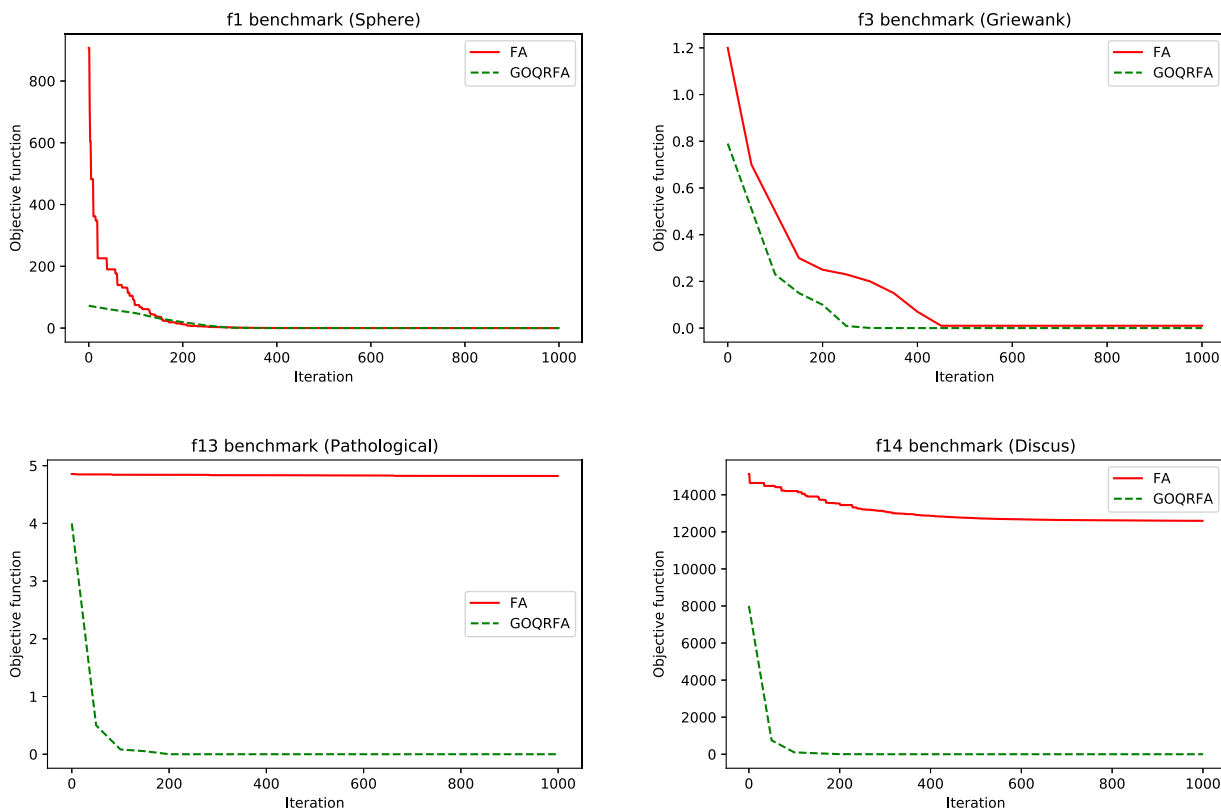 f1 benchmark (Sphere)
FA
GOQRFA
Objective function
800
600
400
200
0
0 200 400 600 800 1000
Iteration
f3 benchmark (Griewank)
FA
GOQRFA
Objective function
1.2
1.0
0.8
0.6
0.4
0.2
0.0
0 200 400 600 800 1000
Iteration
f13 benchmark (Pathological)
FA
GOQRFA
Objective function
5
4
3
2
1
0
0 200 400 600 800 1000
Iteration
f14 benchmark (Discus)
FA
GOQRFA
Objective function
14000
12000
10000
8000
6000
4000
2000
0
0 200 400 600 800 1000
Iteration